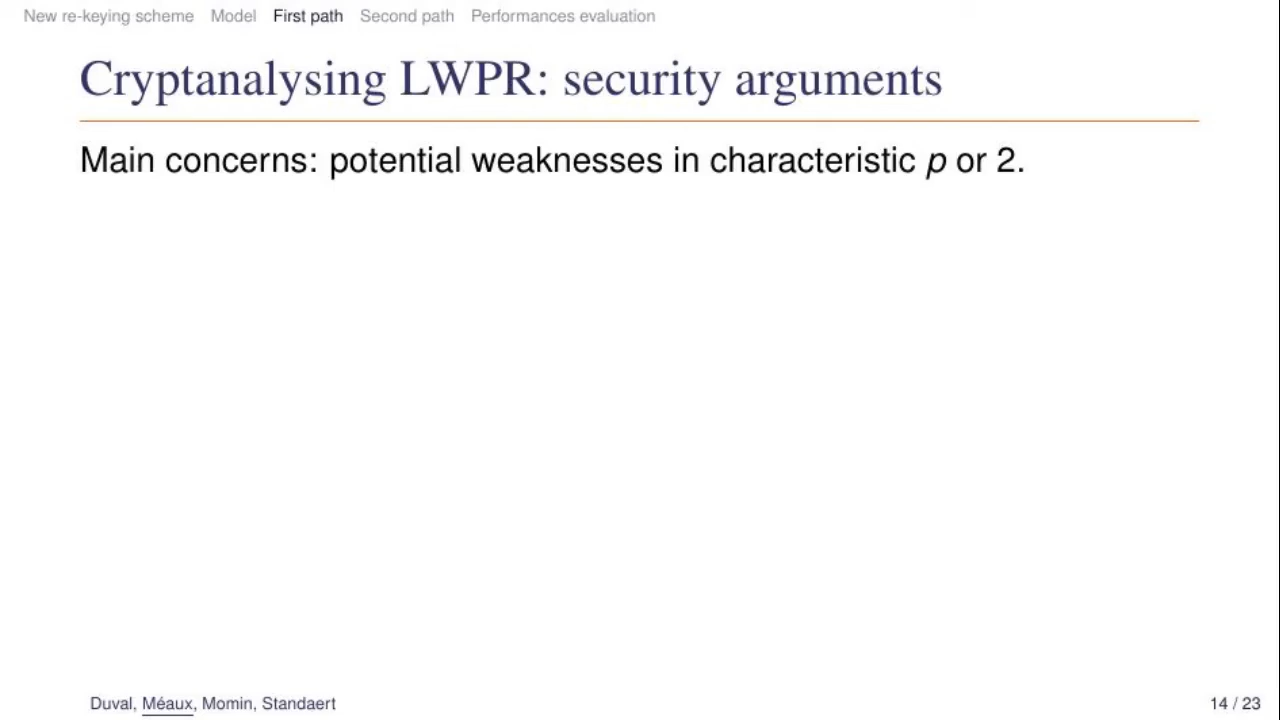 New re-keying scheme Model First path Second path Performances evaluation
Cryptanalysing LWPR: security arguments
Main concerns: potential weaknesses in characteristic p or 2.
Duval, Méaux, Momin, Standaert 14 / 23